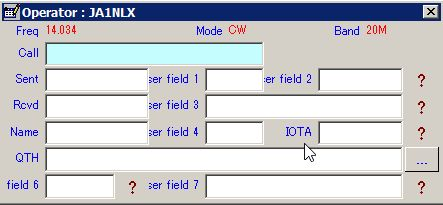 Operator : JA1NLX
Freq 14.034 Mode CW Band 20M
Call
Sent ser field 1 er field 2 ?
Rcvd ser field 3 ?
Name ser field 4 IOTA ?
QTH ...
field 6 ? ser field 7 ?